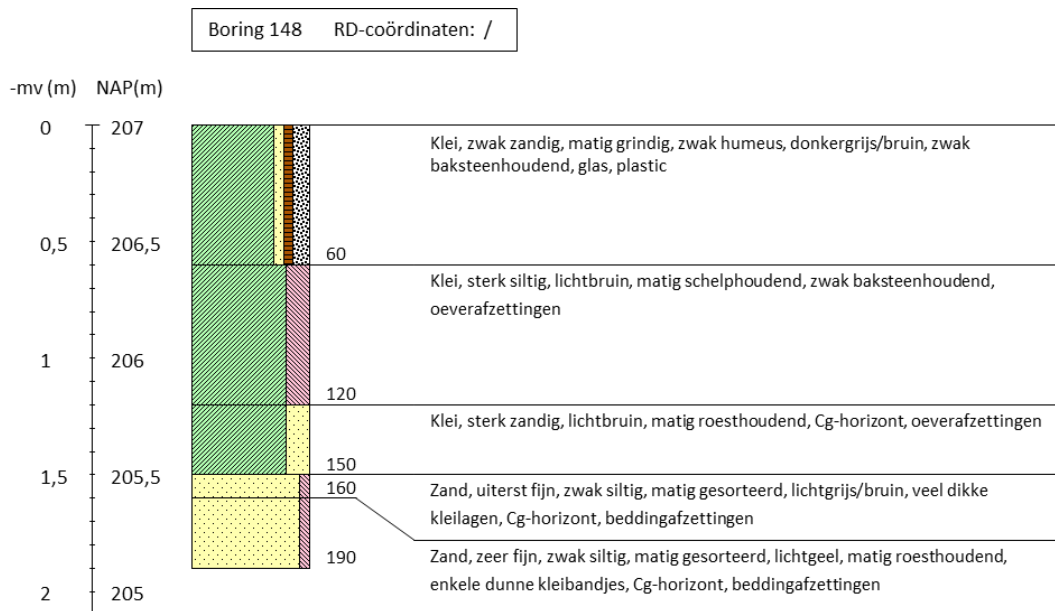 Boring 148 RD-coördinaten: /
-mv (m) NAP(m)
0 207
Klei, zwak zandig, matig grindig, zwak humeus, donkergrijs/bruin, zwak
baksteenhoudend, glas, plastic
0,5 206,5
60
Klei, sterk siltig, lichtbruin, matig schelphoudend, zwak baksteenhoudend,
oeverafzettingen
1 206
120
Klei, sterk zandig, lichtbruin, matig roesthoudend, Cg-horizont, oeverafzettingen
150
1,5 205,5
160
Zand, uiterst fijn, zwak siltig, matig gesorteerd, lichtgrijs/bruin, veel dikke
kleilagen, Cg-horizont, beddingafzettingen
190
Zand, zeer fijn, zwak siltig, matig gesorteerd, lichtgeel, matig roesthoudend,
enkele dunne kleibandjes, Cg-horizont, beddingafzettingen
2 205